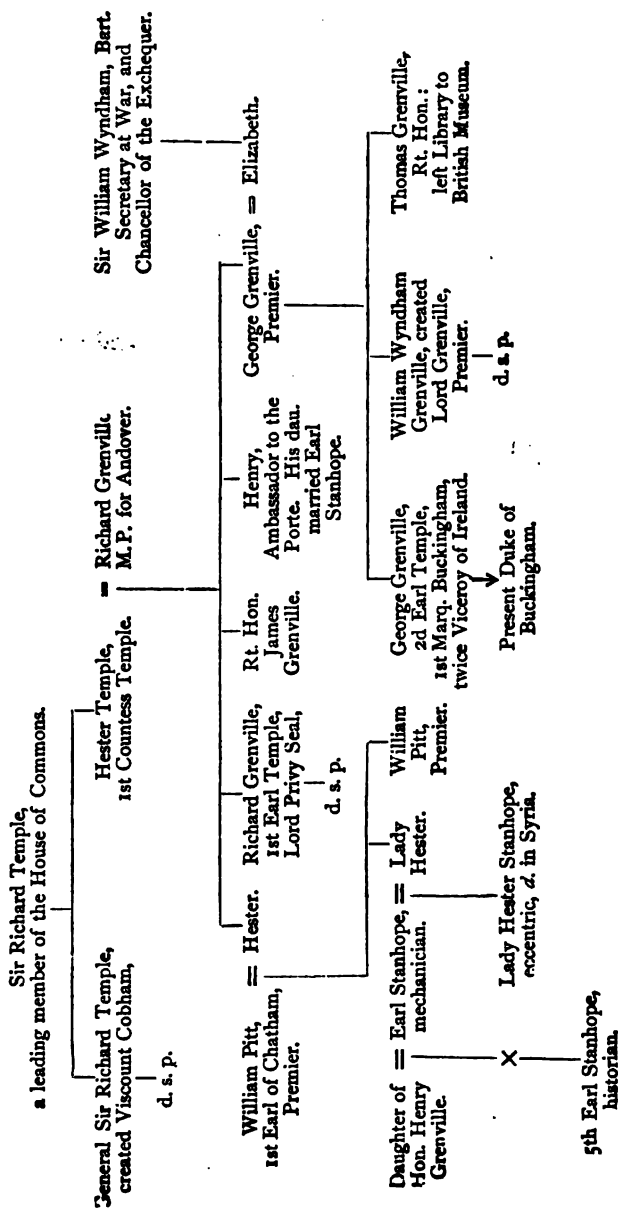 Sir Richard Temple,
a leading member of the House of Commons.
General Sir Richard Temple,
created Viscount Cobham,
d. s. p.
Hester Temple,
1st Countess Temple.
= Richard Grenville
M.P. for Andover.
Sir William Wyndham, Bart.
Secretary at War, and
Chancellor of the Exchequer.
William Pitt,
1st Earl of Chatham,
Premier.
= Hester.
Richard Grenville,
1st Earl Temple,
Lord Privy Seal,
d. s. p.
Rt. Hon.
James
Grenville.
Henry,
Ambassador to the
Porte. His dau.
married Earl
Stanhope.
George Grenville,
Premier.
= Elizabeth.
Daughter of
Hon. Henry
Grenville.
= Earl Stanhope,
mechanician.
= Lady
Hester.
William
Pitt,
Premier.
George Grenville,
2d Earl Temple,
1st Marq. Buckingham,
twice Viceroy of Ireland.
Present Duke of
Buckingham.
William Wyndham
Grenville, created
Lord Grenville,
Premier.
d. s. p.
Thomas Grenville,
Rt. Hon.:
left Library to
British Museum.
×
5th Earl Stanhope,
historian.
Lady Hester Stanhope,
eccentric, d. in Syria.